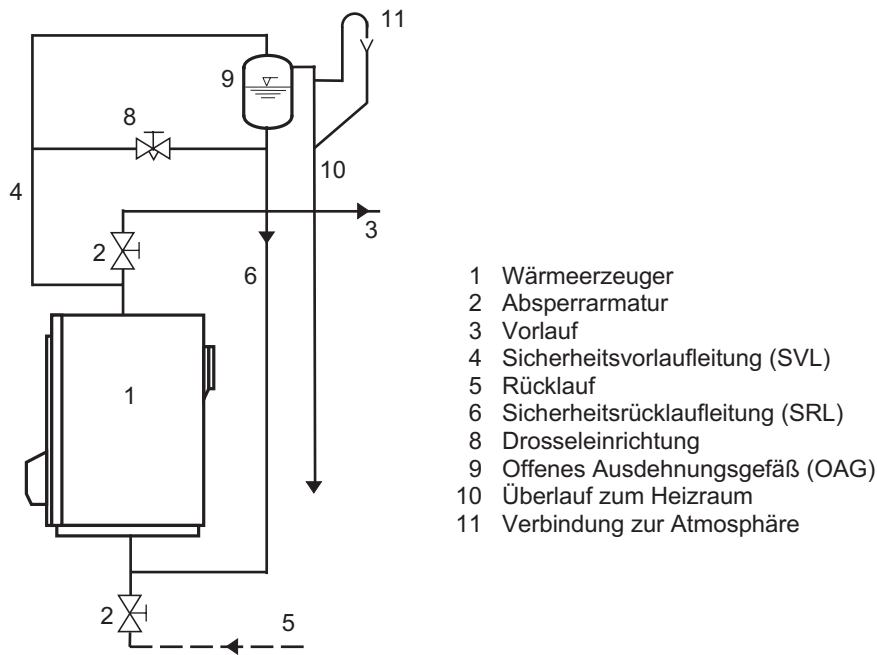 11
9
8
10
4
3
2
6
1
2
5
1 Wärmeerzeuger
2 Absperrarmatur
3 Vorlauf
4 Sicherheitsvorlaufleitung (SVL)
5 Rücklauf
6 Sicherheitsrücklaufleitung (SRL)
8 Drosseleinrichtung
9 Offenes Ausdehnungsgefäß (OAG)
10 Überlauf zum Heizraum
11 Verbindung zur Atmosphäre